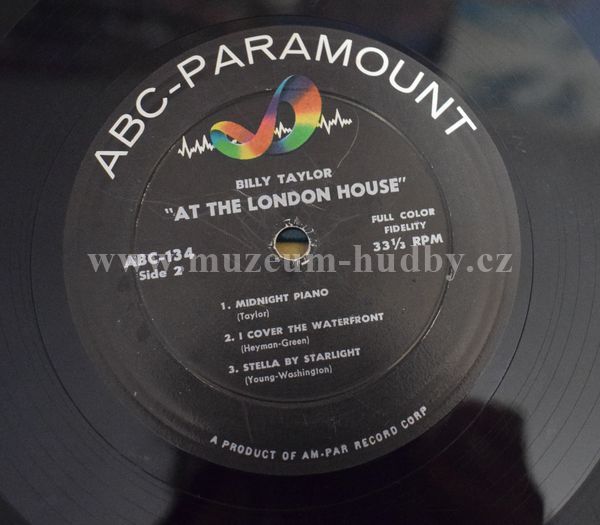 ABC-PARAMOUNT
BILLY TAYLOR
"AT THE LONDON HOUSE"
FULL COLOR
FIDELITY
33⅓ RPM
ABC-134
Side 2
www.muzeum-hudby.cz
1. MIDNIGHT PIANO
(Taylor)
2. I COVER THE WATERFRONT
(Heyman-Green)
3. STELLA BY STARLIGHT
(Young-Washington)
A PRODUCT OF AM-PAR RECORD CORP